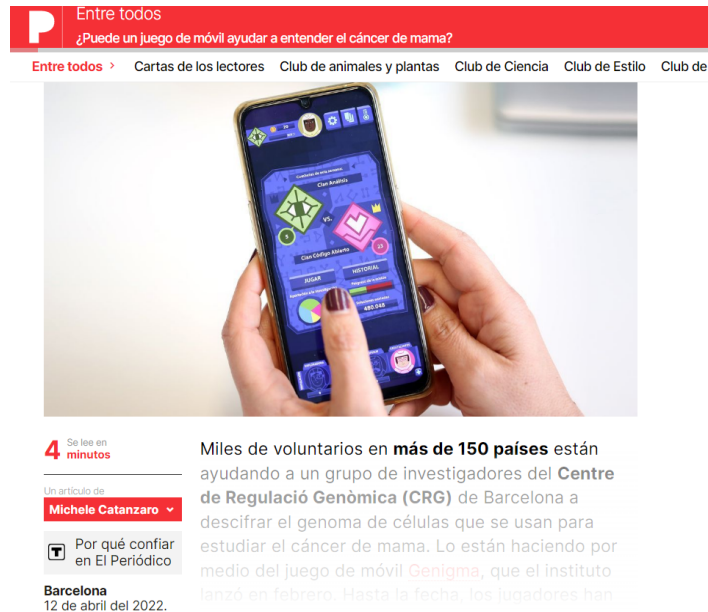 Entre todos
¿Puede un juego de móvil ayudar a entender el cáncer de mama?
Entre todos > Cartas de los lectores Club de animales y plantas Club de Ciencia Club de Estilo Club de
Clan Análisis
VS.
Clan Código Abierto
JUGAR HISTORIAL
480.048
4 Se lee en
minutos
Un artículo de
Michele Catanzaro
Por qué confiar
en El Periódico
Barcelona
12 de abril del 2022.
Miles de voluntarios en más de 150 países están
ayudando a un grupo de investigadores del Centre
de Regulació Genòmica (CRG) de Barcelona a
descifrar el genoma de células que se usan para
estudiar el cáncer de mama. Lo están haciendo por
medio del juego de móvil Genigma, que el instituto
lanzó en febrero. Hasta la fecha, los jugadores han